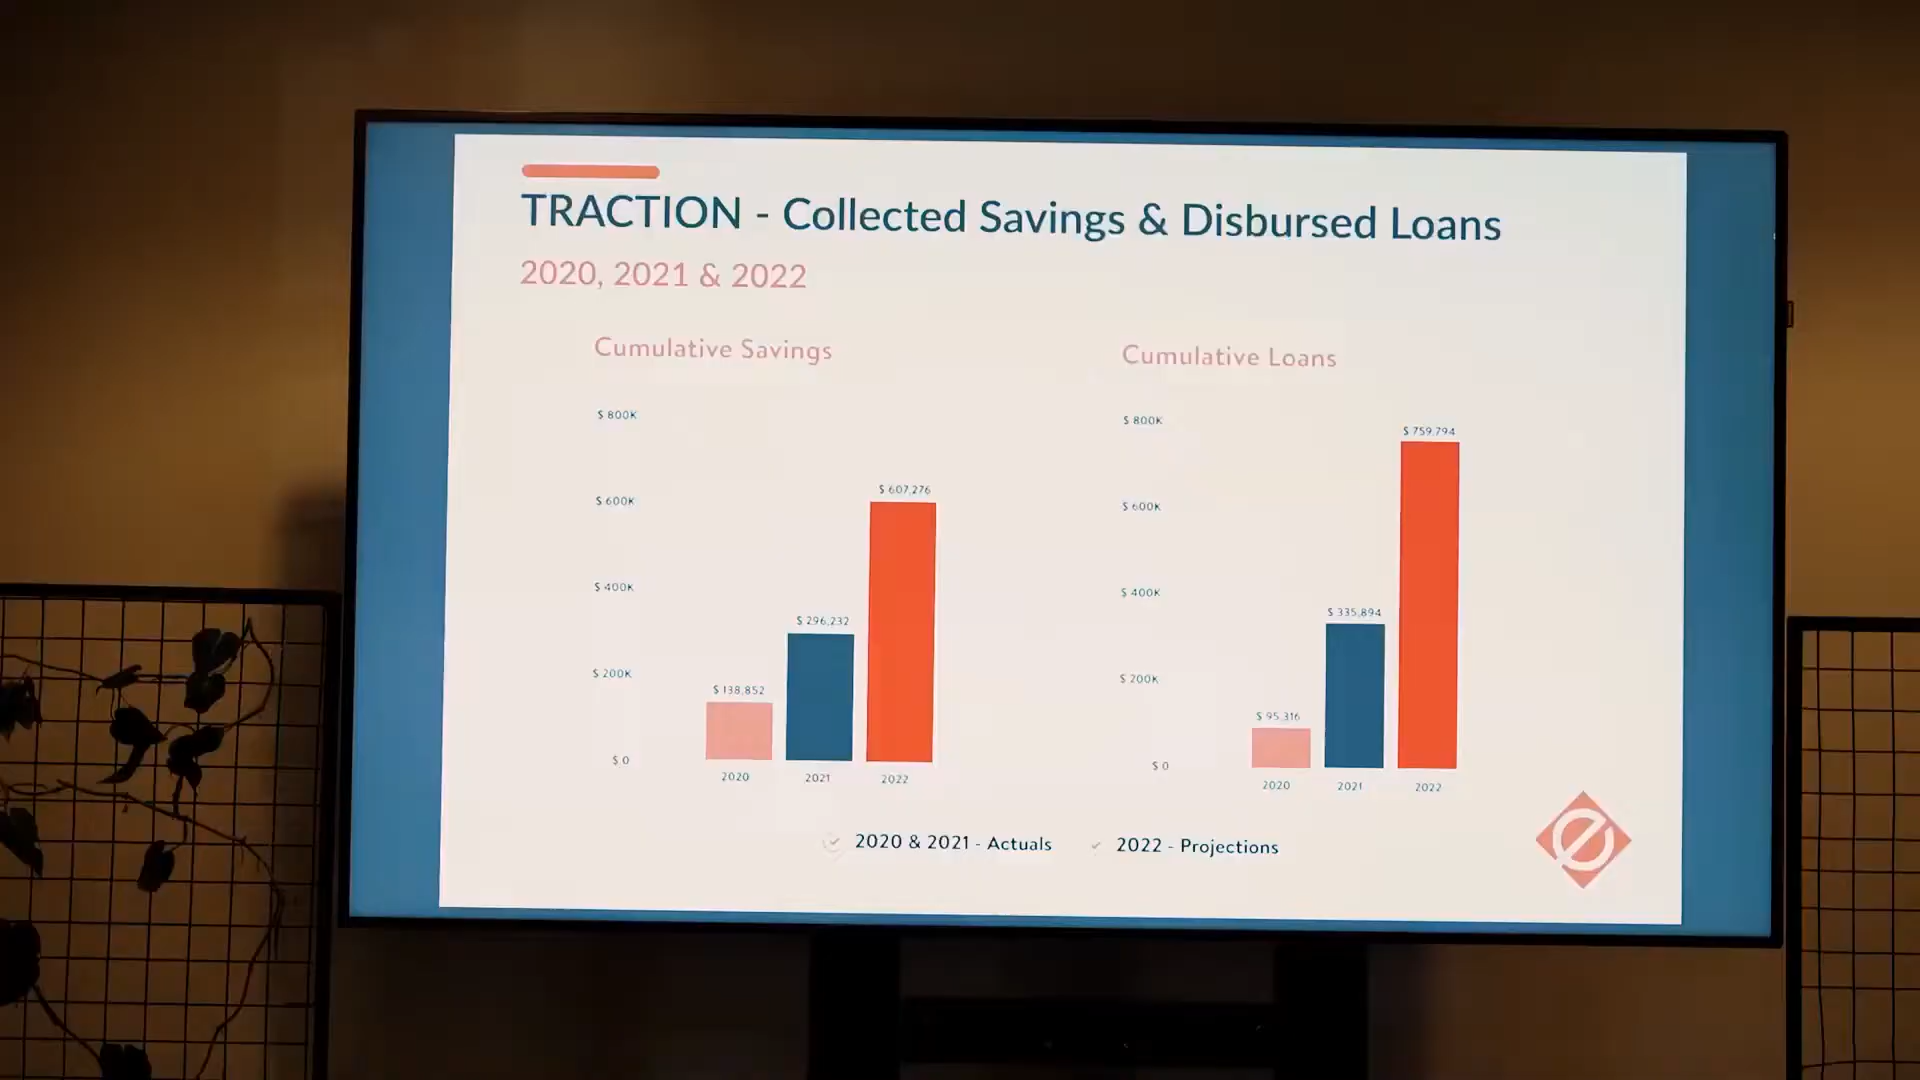 TRACTION - Collected Savings & Disbursed Loans
2020, 2021 & 2022
Cumulative Savings
$ 800K
$ 600K
$ 400K
$ 200K
$ 0
$ 138,852
$ 296,232
$ 607,276
2020
2021
2022
Cumulative Loans
$ 800K
$ 600K
$ 400K
$ 200K
$ 0
$ 95,316
$ 335,894
$ 759,794
2020
2021
2022
2020 & 2021 - Actuals
2022 - Projections
e